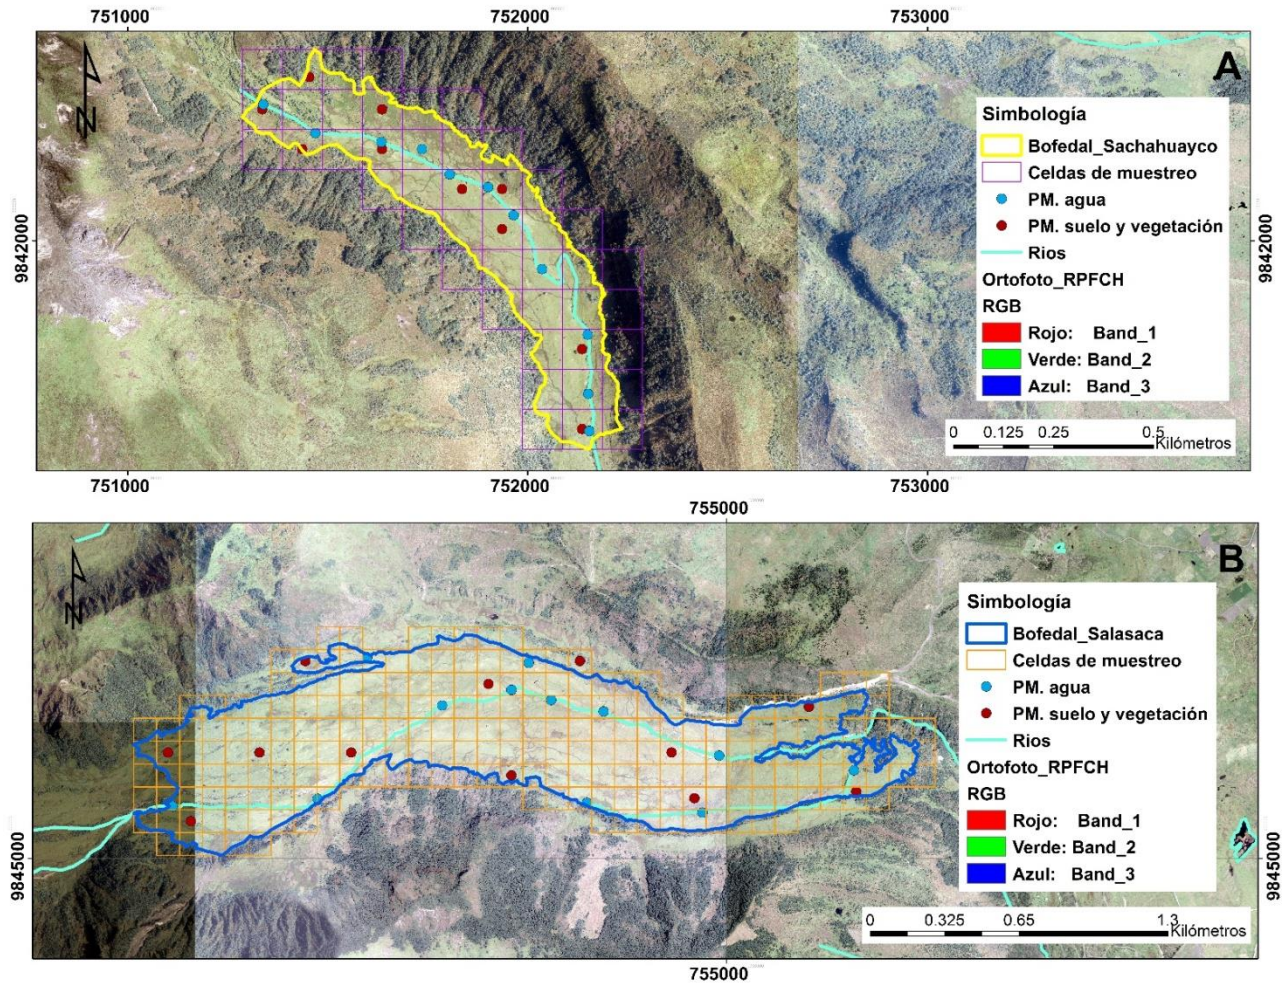 751000 752000 753000
A
N
Simbología
Bofedal_Sachahuayco
Celdas de muestreo
PM. agua
PM. suelo y vegetación
Rios
Ortofoto_RPFCH
RGB
Rojo: Band_1
Verde: Band_2
Azul: Band_3
9842000
9842000
0 0.125 0.25 0.5
Kilómetros
751000 752000 753000
755000
B
N
Simbología
Bofedal_Salasaca
Celdas de muestreo
PM. agua
PM. suelo y vegetación
Rios
Ortofoto_RPFCH
RGB
Rojo: Band_1
Verde: Band_2
Azul: Band_3
9845000
9845000
0 0.325 0.65 1.3
Kilómetros
755000